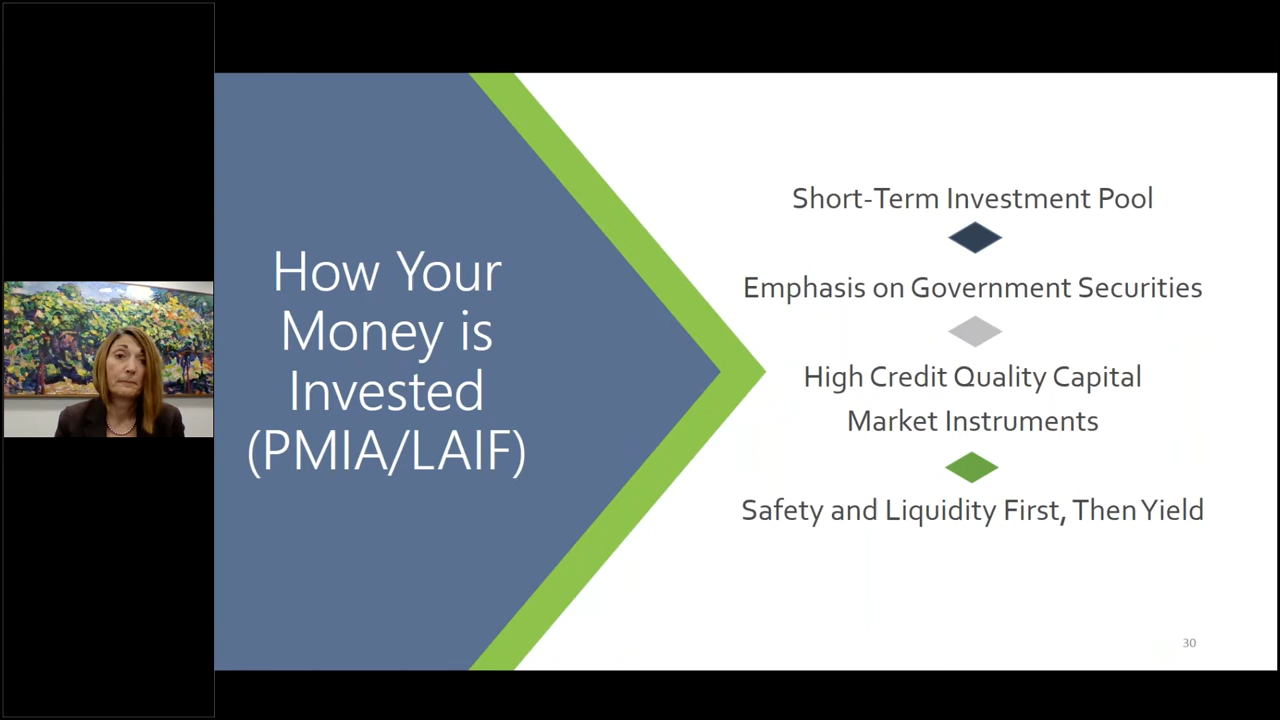 How Your
Money is
Invested
(PMIA/LAIF)
Short-Term Investment Pool
Emphasis on Government Securities
High Credit Quality Capital
Market Instruments
Safety and Liquidity First, Then Yield
30